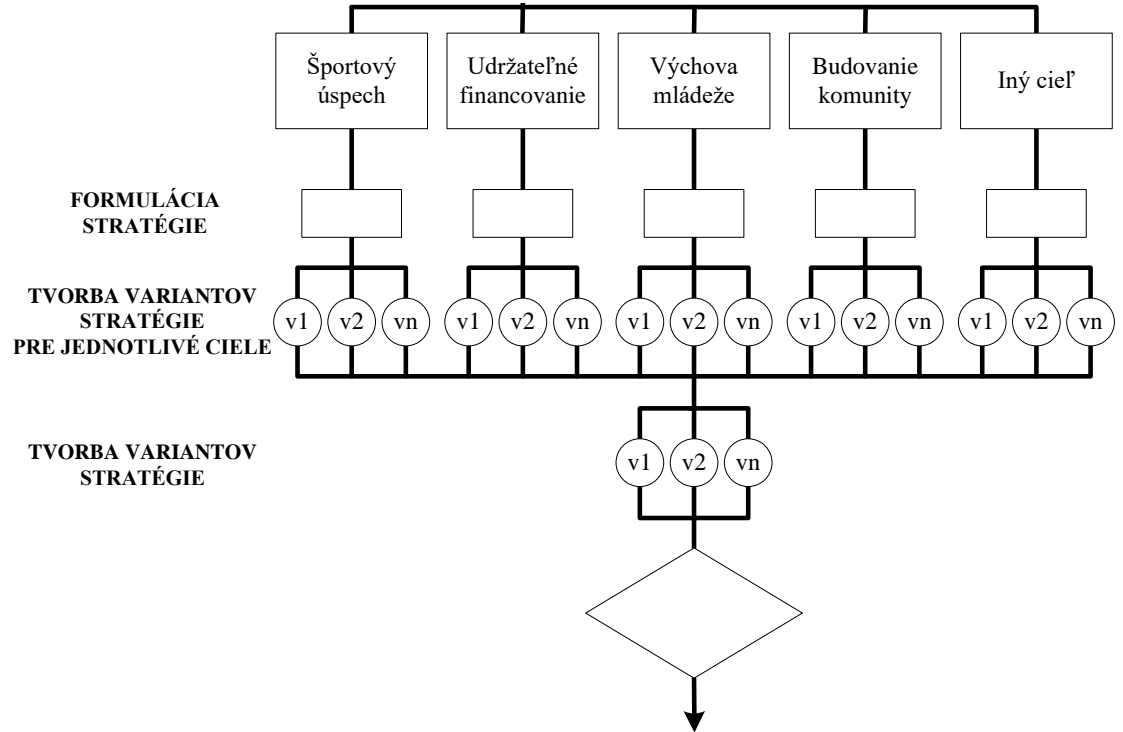 Športový
úspech
Udržateľné
financovanie
Výchova
mládeže
Budovanie
komunity
Iný cieľ
FORMULÁCIA
STRATÉGIE
TVORBA VARIANTOV
STRATÉGIE
PRE JEDNOTLIVÉ CIELE
v1 v2 vn v1 v2 vn v1 v2 vn v1 v2 vn v1 v2 vn
TVORBA VARIANTOV
STRATÉGIE
v1 v2 vn